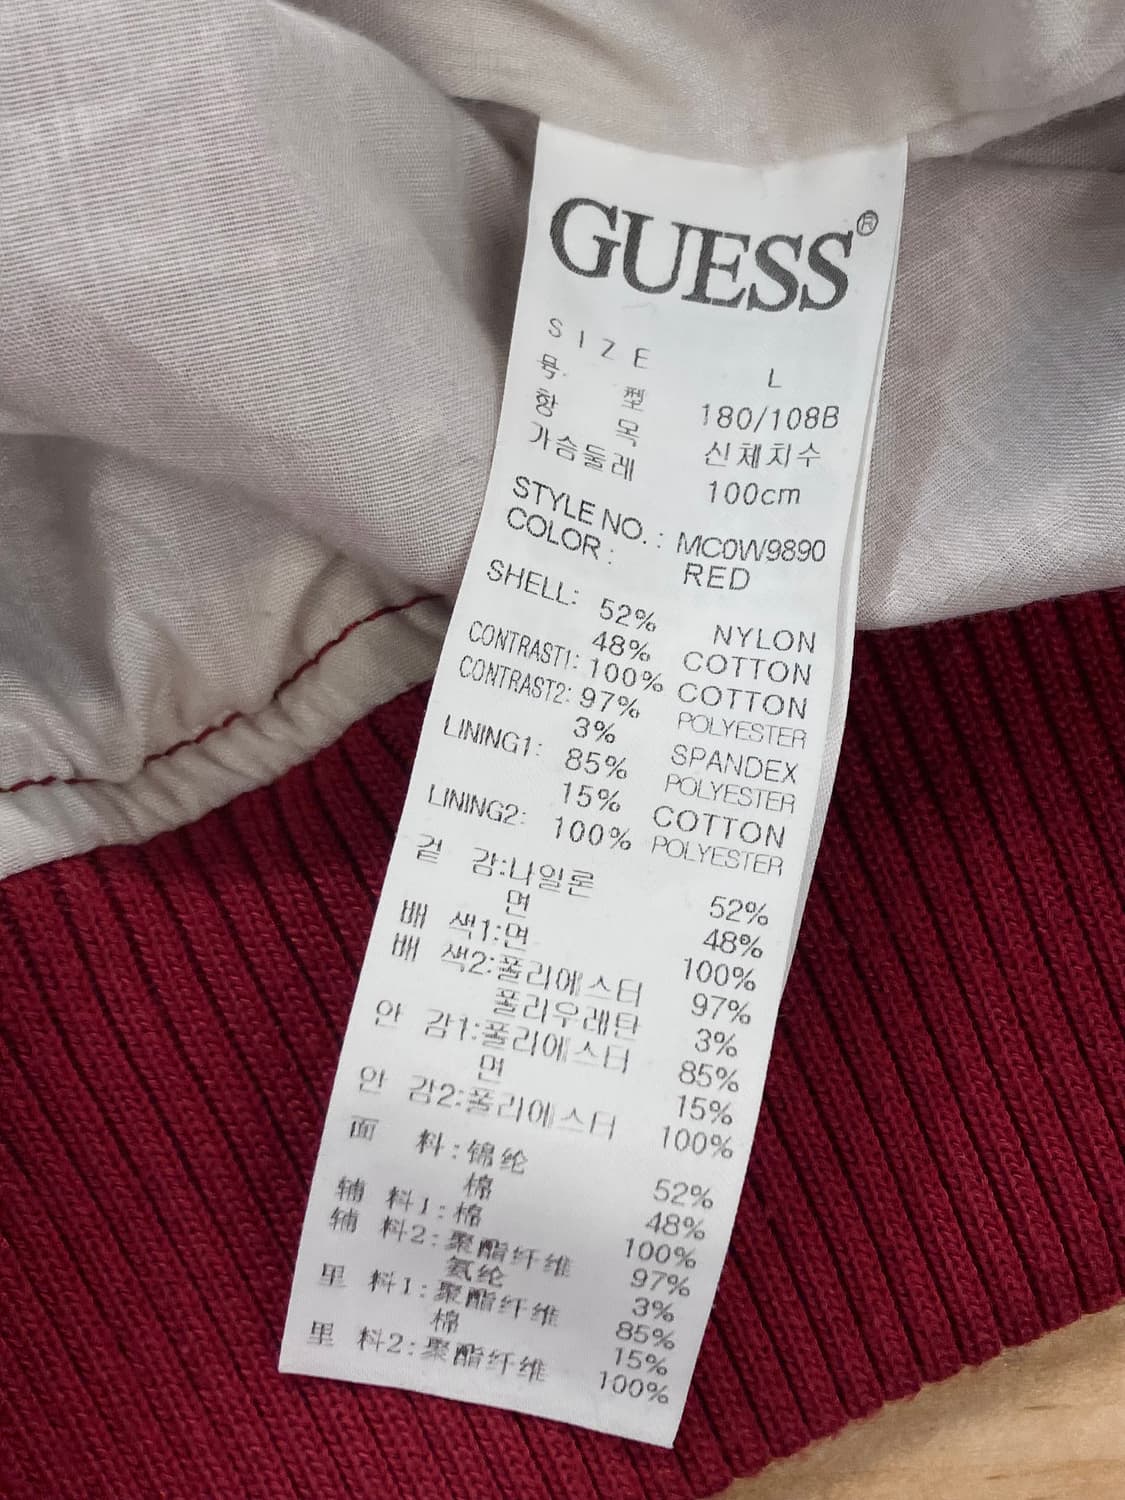 GUESS®
SIZE L
号 型 180/108B
항 목 신체치수
가슴둘레 100cm
STYLE NO. : MC0W9890
COLOR : RED
SHELL: 52% NYLON
48% COTTON
CONTRAST1: 100% COTTON
CONTRAST2: 97% POLYESTER
3% SPANDEX
LINING1: 85% POLYESTER
15% COTTON
LINING2: 100% POLYESTER
겉 감:나일론 52%
면 48%
배 색1:면 100%
배 색2:폴리에스터 97%
폴리우레탄 3%
안 감1:폴리에스터 85%
면 15%
안 감2:폴리에스터 100%
面 料:锦纶 52%
棉 48%
辅 料1:棉 100%
辅 料2:聚酯纤维 97%
氨纶 3%
里 料1:聚酯纤维 85%
棉 15%
里 料2:聚酯纤维 100%